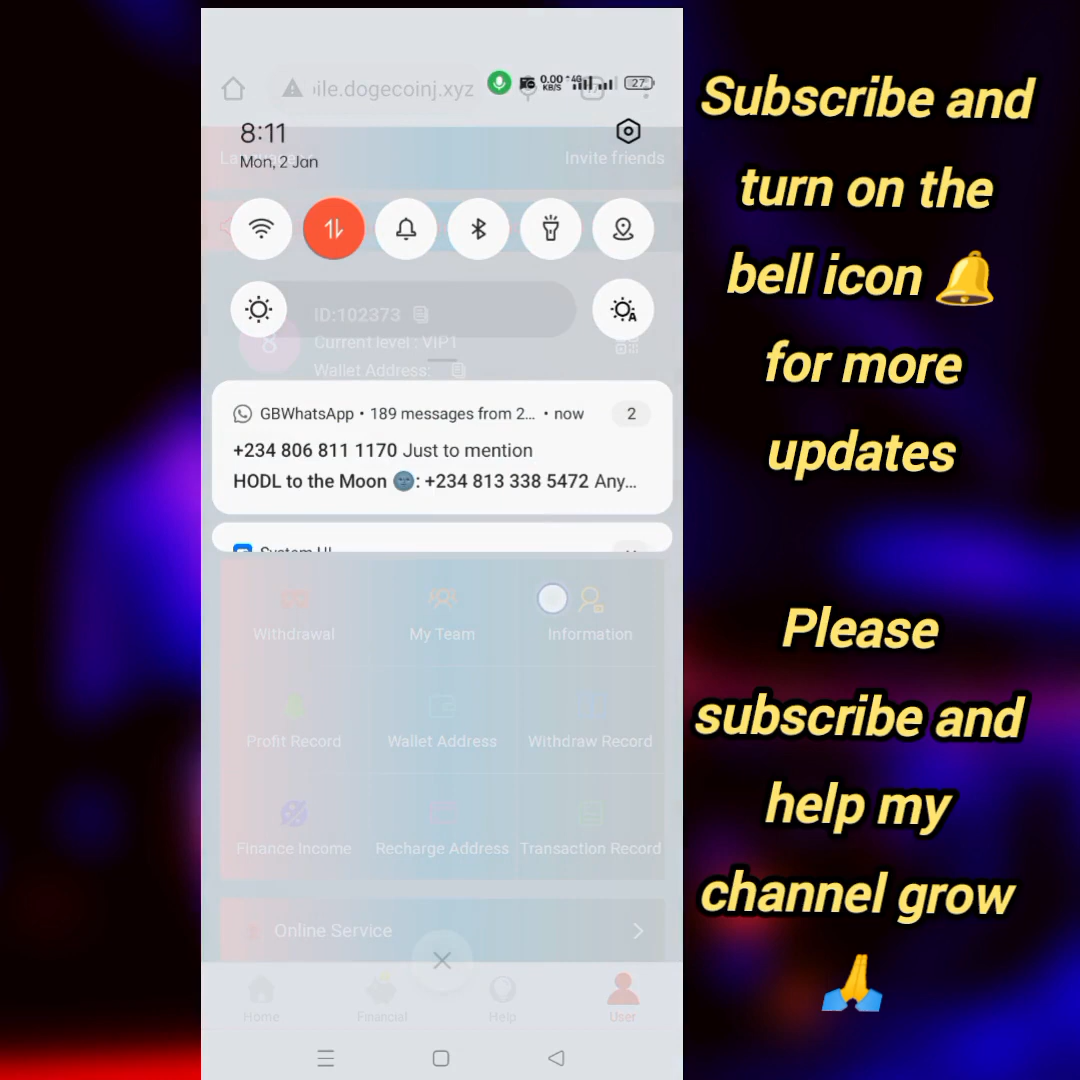 ile.dogecoinj.xyz
0.00 KB/S
4G
27
8:11
Mon, 2 Jan
Invite friends
ID:102373
Current level : VIP1
Wallet Address:
GBWhatsApp • 189 messages from 2... • now
2
+234 806 811 1170 Just to mention
HODL to the Moon 🌚: +234 813 338 5472 Any...
System UI
Withdrawal
My Team
Information
Profit Record
Wallet Address
Withdraw Record
Finance Income
Recharge Address
Transaction Record
Online Service
Home
Financial
Help
User
Subscribe and
turn on the
bell icon 🔔
for more
updates
Please
subscribe and
help my
channel grow
🙏